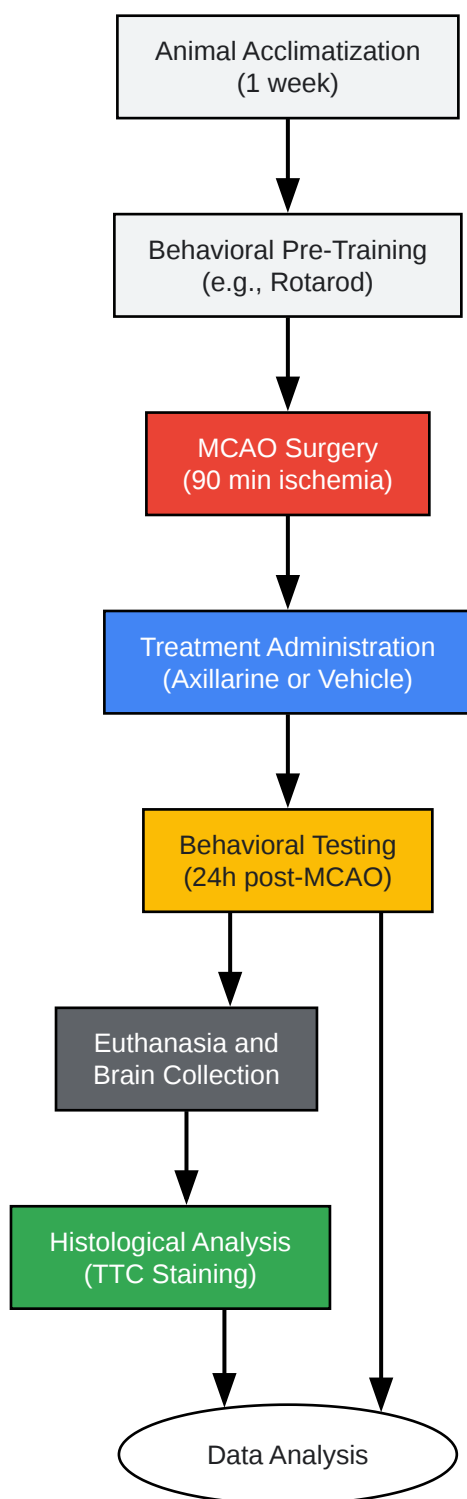 Animal Acclimatization
(1 week)
Behavioral Pre-Training
(e.g., Rotarod)
MCAO Surgery
(90 min ischemia)
Treatment Administration
(Axillarine or Vehicle)
Behavioral Testing
(24h post-MCAO)
Euthanasia and
Brain Collection
Histological Analysis
(TTC Staining)
Data Analysis